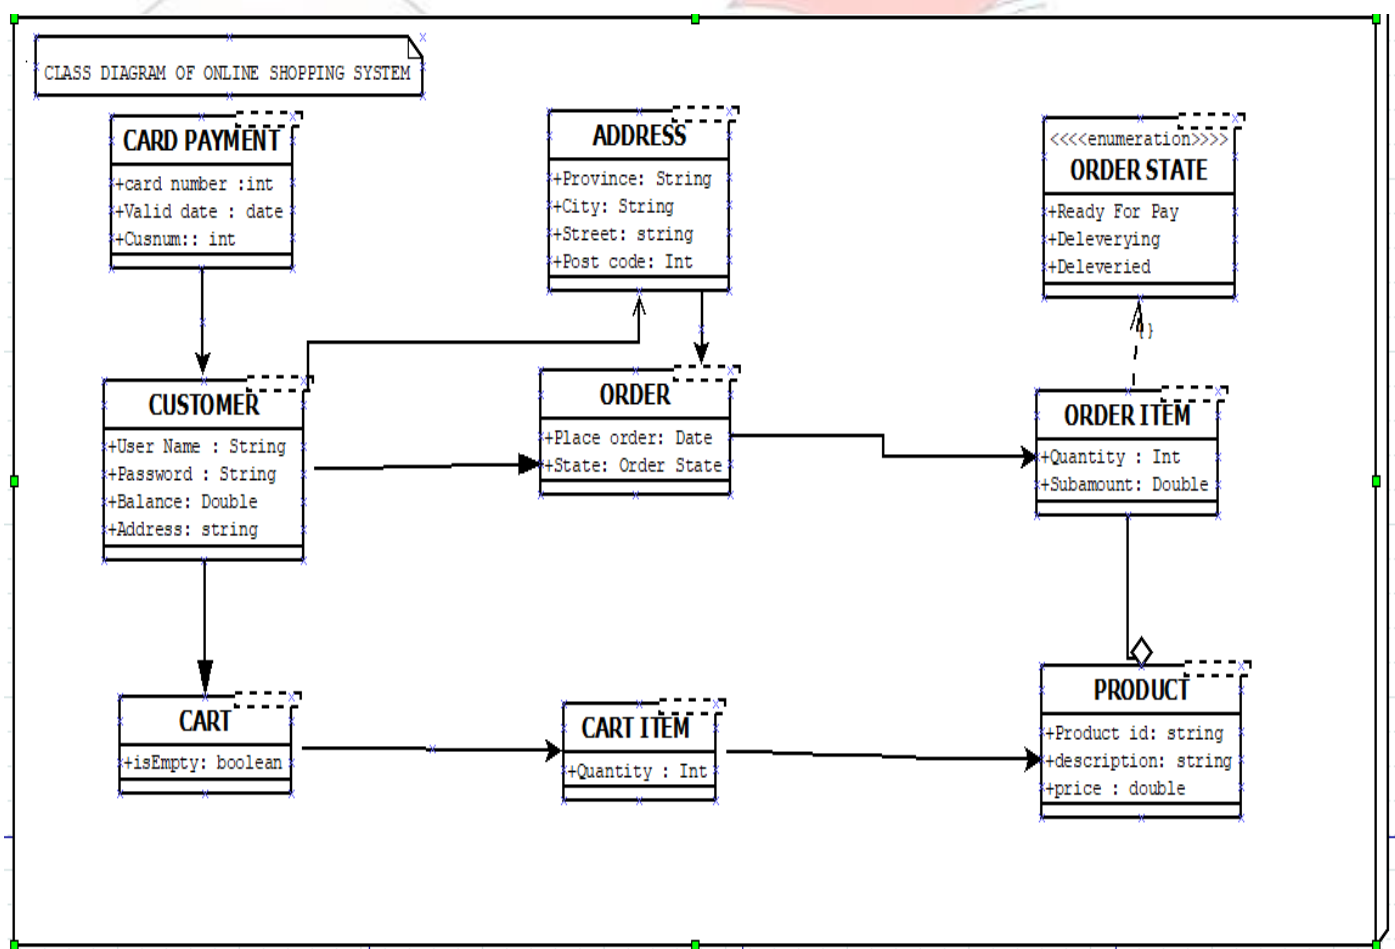 CLASS DIAGRAM OF ONLINE SHOPPING SYSTEM
CARD PAYMENT
+card number :int
+Valid date : date
+Cusnum:: int
ADDRESS
+Province: String
+City: String
+Street: string
+Post code: Int
<<<<enumeration>>>>
ORDER STATE
+Ready For Pay
+Deleverying
+Deleveried
{}
CUSTOMER
+User Name : String
+Password : String
+Balance: Double
+Address: string
ORDER
+Place order: Date
+State: Order State
ORDER ITEM
+Quantity : Int
+Subamount: Double
CART
+isEmpty: boolean
CART ITEM
+Quantity : Int
PRODUCT
+Product id: string
+description: string
+price : double